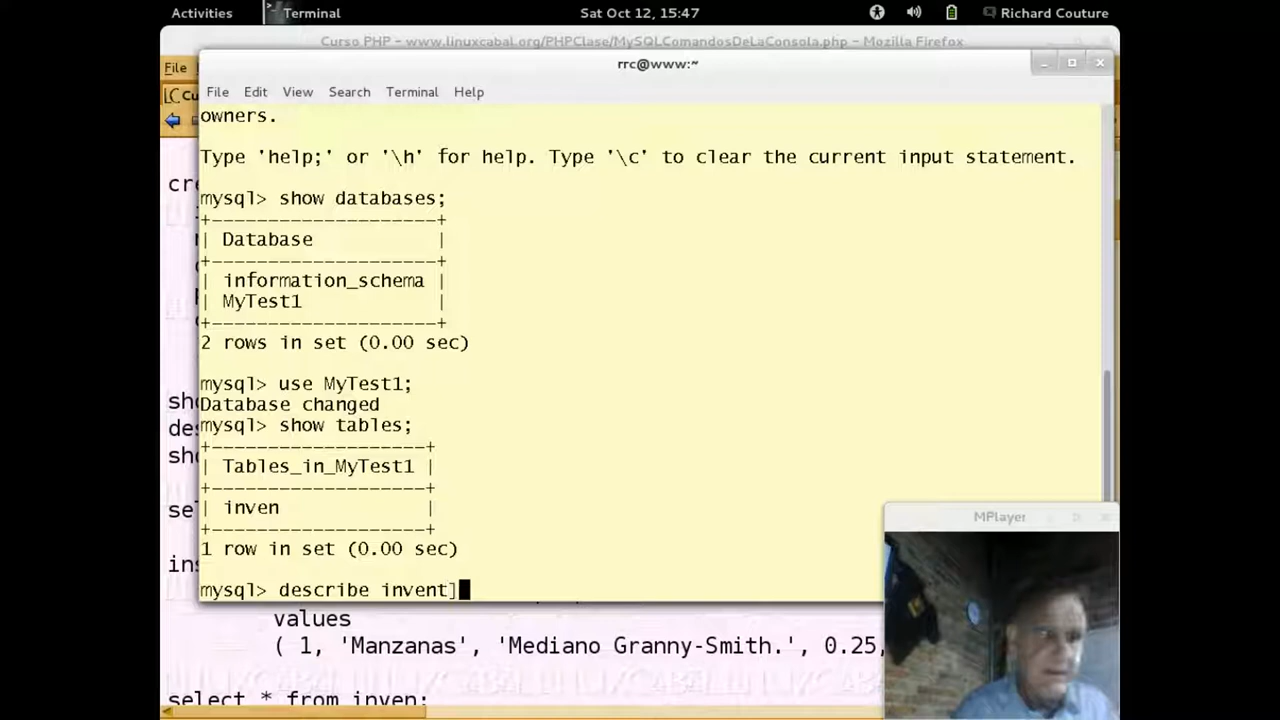 Activities Terminal Sat Oct 12, 15:47 Richard Couture
Curso PHP - www.linuxcabal.org/PHPClase/MySQLComandosDeLaConsola.php - Mozilla Firefox
File
rrc@www:~
File Edit View Search Terminal Help
owners.
Type 'help;' or '\h' for help. Type '\c' to clear the current input statement.
mysql> show databases;
+--------------------+
| Database |
+--------------------+
| information_schema |
| MyTest1 |
+--------------------+
2 rows in set (0.00 sec)
mysql> use MyTest1;
Database changed
mysql> show tables;
+-------------------+
| Tables_in_MyTest1 |
+-------------------+
| inven |
+-------------------+
1 row in set (0.00 sec)
mysql> describe invent]
MPlayer
values
( 1, 'Manzanas', 'Mediano Granny-Smith.', 0.25,
select * from inven;